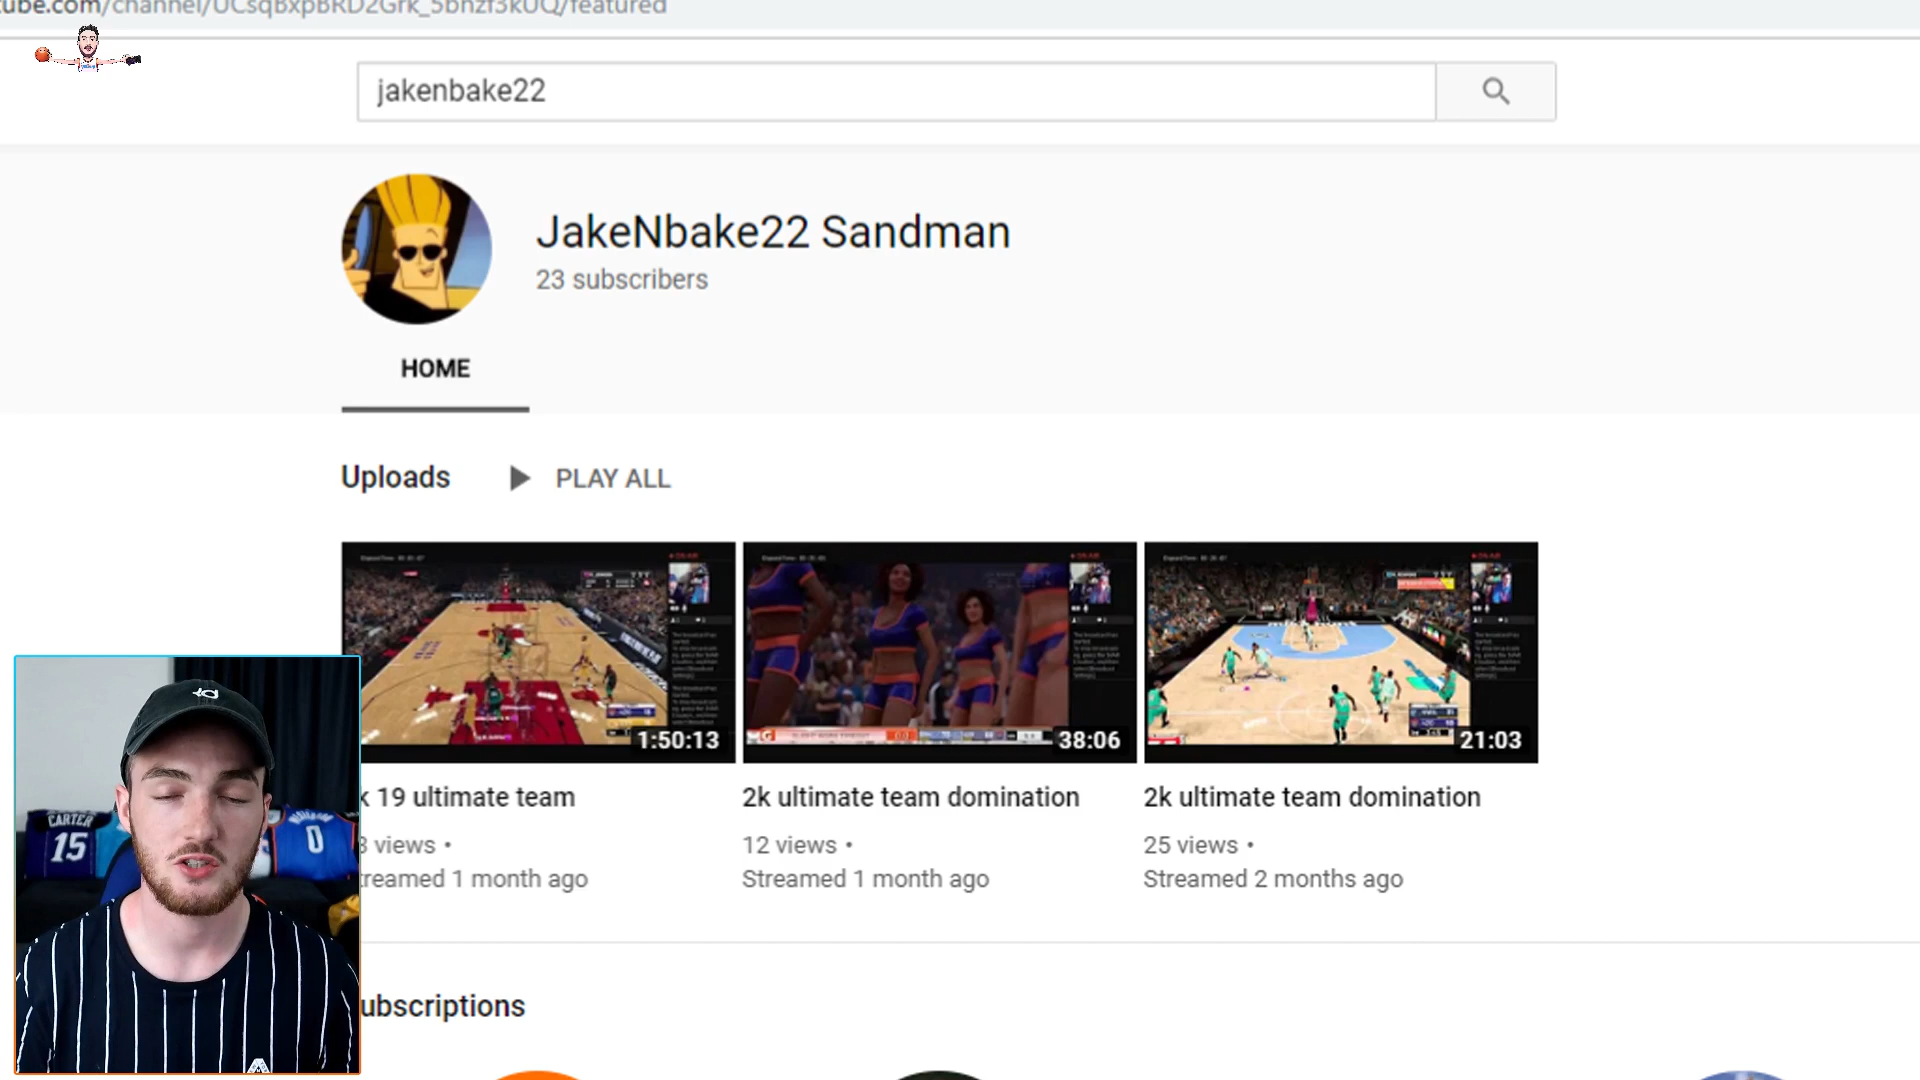 /channel/UCsqBxpBRD2Grk_5bnzf3kUQ/featured
jakenbake22
JakeNbake22 Sandman
23 subscribers
HOME
Uploads
PLAY ALL
1:50:13
38:06
21:03
k 19 ultimate team
2k ultimate team domination
2k ultimate team domination
views •
12 views •
25 views •
reamed 1 month ago
Streamed 1 month ago
Streamed 2 months ago
CARTER
15
0
ubscriptions